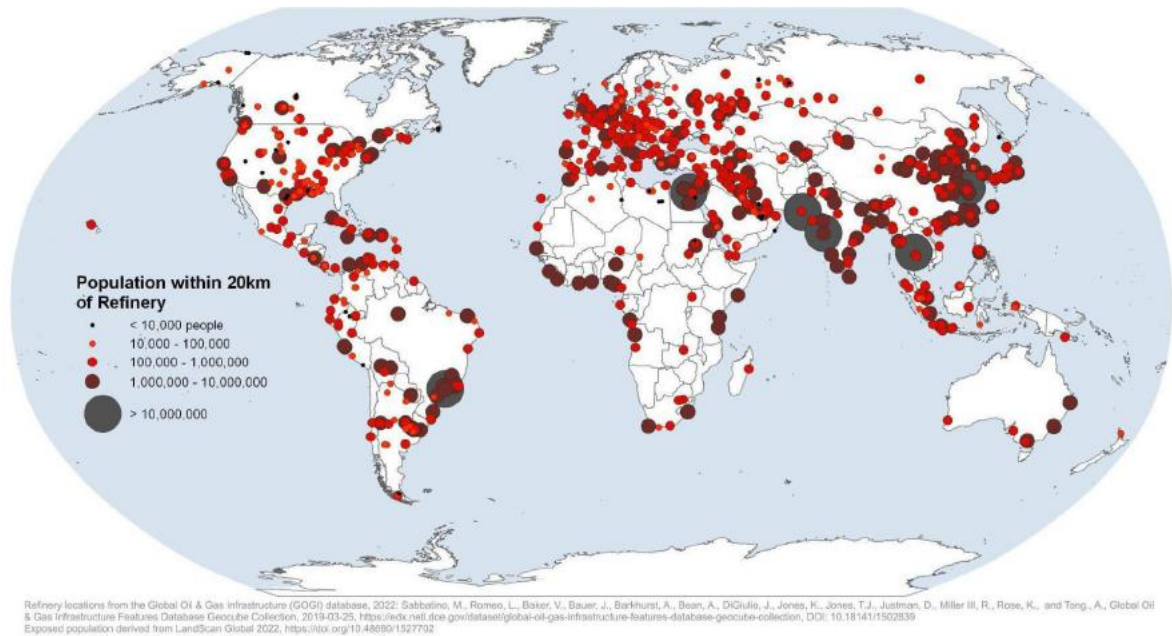 Population within 20km
of Refinery
< 10,000 people
10,000 - 100,000
100,000 - 1,000,000
1,000,000 - 10,000,000
> 10,000,000
Refinery locations from the Global Oil & Gas Infrastructure (GOGI) database, 2022: Sabbatino, M., Romeo, L., Baker, V., Bauer, J., Barkhurst, A., Bean, A., DiGiulio, J., Jones, K., Jones, T.J., Justman, D., Miller III, R., Rose, K., and Tong., A., Global Oil
& Gas Infrastructure Features Database Geocube Collection, 2019-03-25, https://edx.netl.doe.gov/dataset/global-oil-gas-infrastructure-features-database-geocube-collection, DOI: 10.18141/1502839
Exposed population derived from LandScan Global 2022, https://doi.org/10.48690/1527702